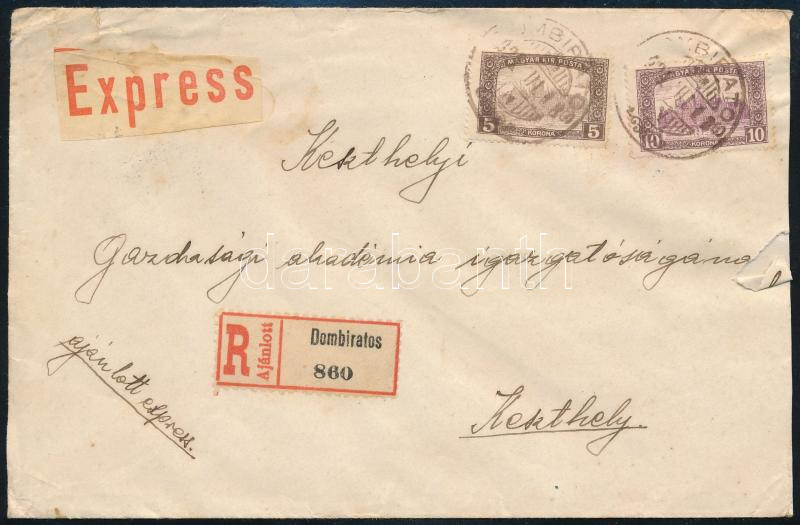 Express
MAGYAR KIR. POSTA
5 5
KORONA
MAGYAR KIR. POSTA
10 10
KORONA
Keszthelyi
Gazdasági akadémia igazgatóságának
darabanth
R Ajánlott
Dombiratos
860
ajánlott express.
Keszthely.